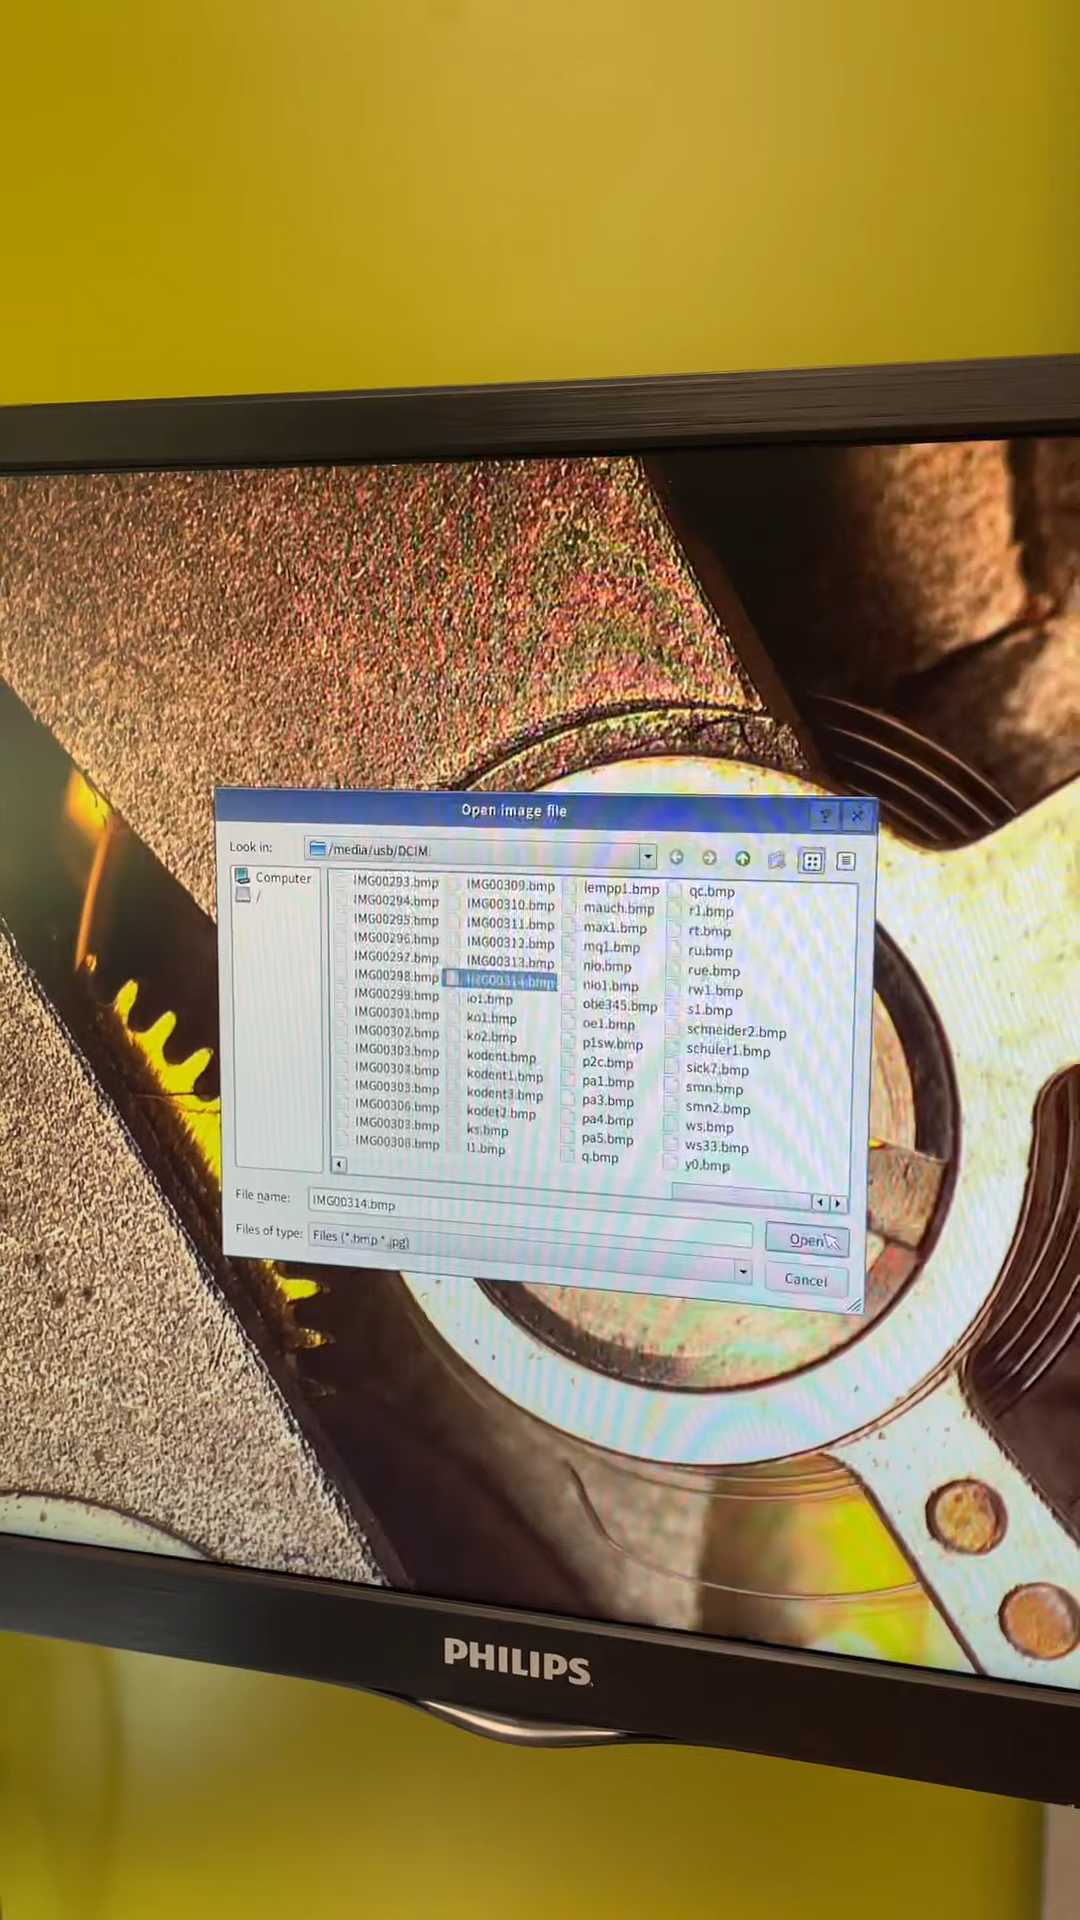 Open image file
Look in: /media/usb/DCIM
Computer
/
IMG00293.bmp
IMG00294.bmp
IMG00295.bmp
IMG00296.bmp
IMG00297.bmp
IMG00298.bmp
IMG00299.bmp
IMG00301.bmp
IMG00302.bmp
IMG00303.bmp
IMG00306.bmp
IMG00308.bmp
IMG00309.bmp
IMG00310.bmp
IMG00311.bmp
IMG00312.bmp
IMG00313.bmp
IMG00314.bmp
io1.bmp
ko1.bmp
ko2.bmp
kodent.bmp
kodent1.bmp
kodent3.bmp
kodet2.bmp
ks.bmp
l1.bmp
lempp1.bmp
mauch.bmp
max1.bmp
mq1.bmp
nio.bmp
nio1.bmp
obe345.bmp
oe1.bmp
p1sw.bmp
p2c.bmp
pa1.bmp
pa3.bmp
pa4.bmp
pa5.bmp
q.bmp
qc.bmp
r1.bmp
rt.bmp
ru.bmp
rue.bmp
rw1.bmp
s1.bmp
schneider2.bmp
schuler1.bmp
sick7.bmp
smn.bmp
smn2.bmp
ws.bmp
ws33.bmp
y0.bmp
File name: IMG00314.bmp
Open
Files of type: Files (*.bmp *.jpg)
Cancel
PHILIPS